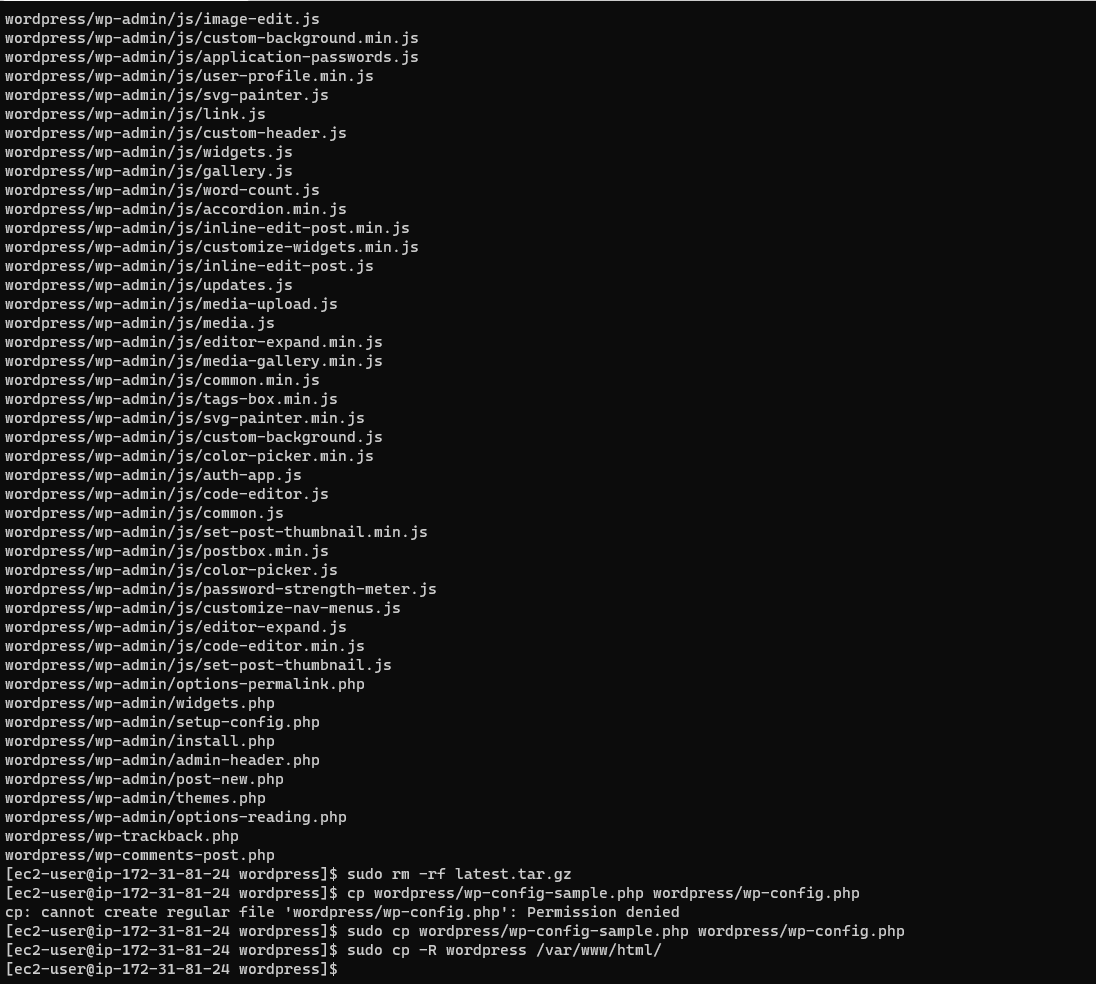 wordpress/wp-admin/js/image-edit.js
wordpress/wp-admin/js/custom-background.min.js
wordpress/wp-admin/js/application-passwords.js
wordpress/wp-admin/js/user-profile.min.js
wordpress/wp-admin/js/svg-painter.js
wordpress/wp-admin/js/link.js
wordpress/wp-admin/js/custom-header.js
wordpress/wp-admin/js/widgets.js
wordpress/wp-admin/js/gallery.js
wordpress/wp-admin/js/word-count.js
wordpress/wp-admin/js/accordion.min.js
wordpress/wp-admin/js/inline-edit-post.min.js
wordpress/wp-admin/js/customize-widgets.min.js
wordpress/wp-admin/js/inline-edit-post.js
wordpress/wp-admin/js/updates.js
wordpress/wp-admin/js/media-upload.js
wordpress/wp-admin/js/media.js
wordpress/wp-admin/js/editor-expand.min.js
wordpress/wp-admin/js/media-gallery.min.js
wordpress/wp-admin/js/common.min.js
wordpress/wp-admin/js/tags-box.min.js
wordpress/wp-admin/js/svg-painter.min.js
wordpress/wp-admin/js/custom-background.js
wordpress/wp-admin/js/color-picker.min.js
wordpress/wp-admin/js/auth-app.js
wordpress/wp-admin/js/code-editor.js
wordpress/wp-admin/js/common.js
wordpress/wp-admin/js/set-post-thumbnail.min.js
wordpress/wp-admin/js/postbox.min.js
wordpress/wp-admin/js/color-picker.js
wordpress/wp-admin/js/password-strength-meter.js
wordpress/wp-admin/js/customize-nav-menus.js
wordpress/wp-admin/js/editor-expand.js
wordpress/wp-admin/js/code-editor.min.js
wordpress/wp-admin/js/set-post-thumbnail.js
wordpress/wp-admin/options-permalink.php
wordpress/wp-admin/widgets.php
wordpress/wp-admin/setup-config.php
wordpress/wp-admin/install.php
wordpress/wp-admin/admin-header.php
wordpress/wp-admin/post-new.php
wordpress/wp-admin/themes.php
wordpress/wp-admin/options-reading.php
wordpress/wp-trackback.php
wordpress/wp-comments-post.php
[ec2-user@ip-172-31-81-24 wordpress]$ sudo rm -rf latest.tar.gz
[ec2-user@ip-172-31-81-24 wordpress]$ cp wordpress/wp-config-sample.php wordpress/wp-config.php
cp: cannot create regular file 'wordpress/wp-config.php': Permission denied
[ec2-user@ip-172-31-81-24 wordpress]$ sudo cp wordpress/wp-config-sample.php wordpress/wp-config.php
[ec2-user@ip-172-31-81-24 wordpress]$ sudo cp -R wordpress /var/www/html/
[ec2-user@ip-172-31-81-24 wordpress]$